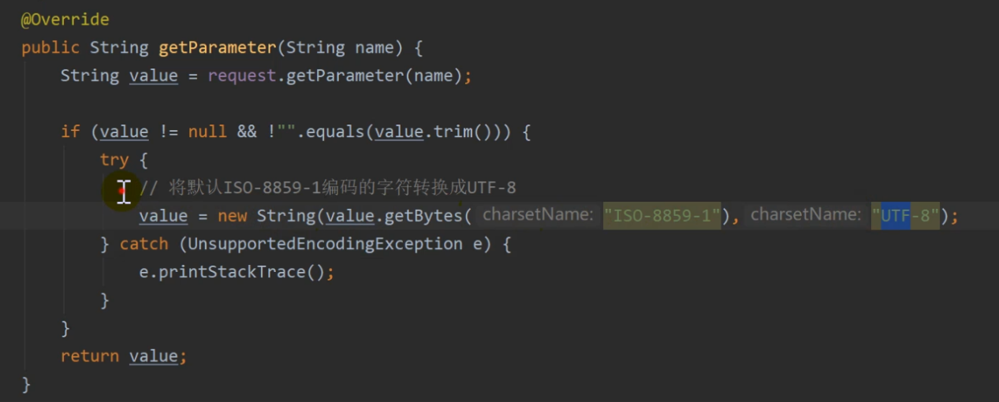 @Override
public String getParameter(String name) {
String value = request.getParameter(name);
if (value != null && !"".equals(value.trim())) {
try {
// 将默认ISO-8859-1编码的字符转换成UTF-8
value = new String(value.getBytes( charsetName: "ISO-8859-1"), charsetName: "UTF-8");
} catch (UnsupportedEncodingException e) {
e.printStackTrace();
}
}
return value;
}